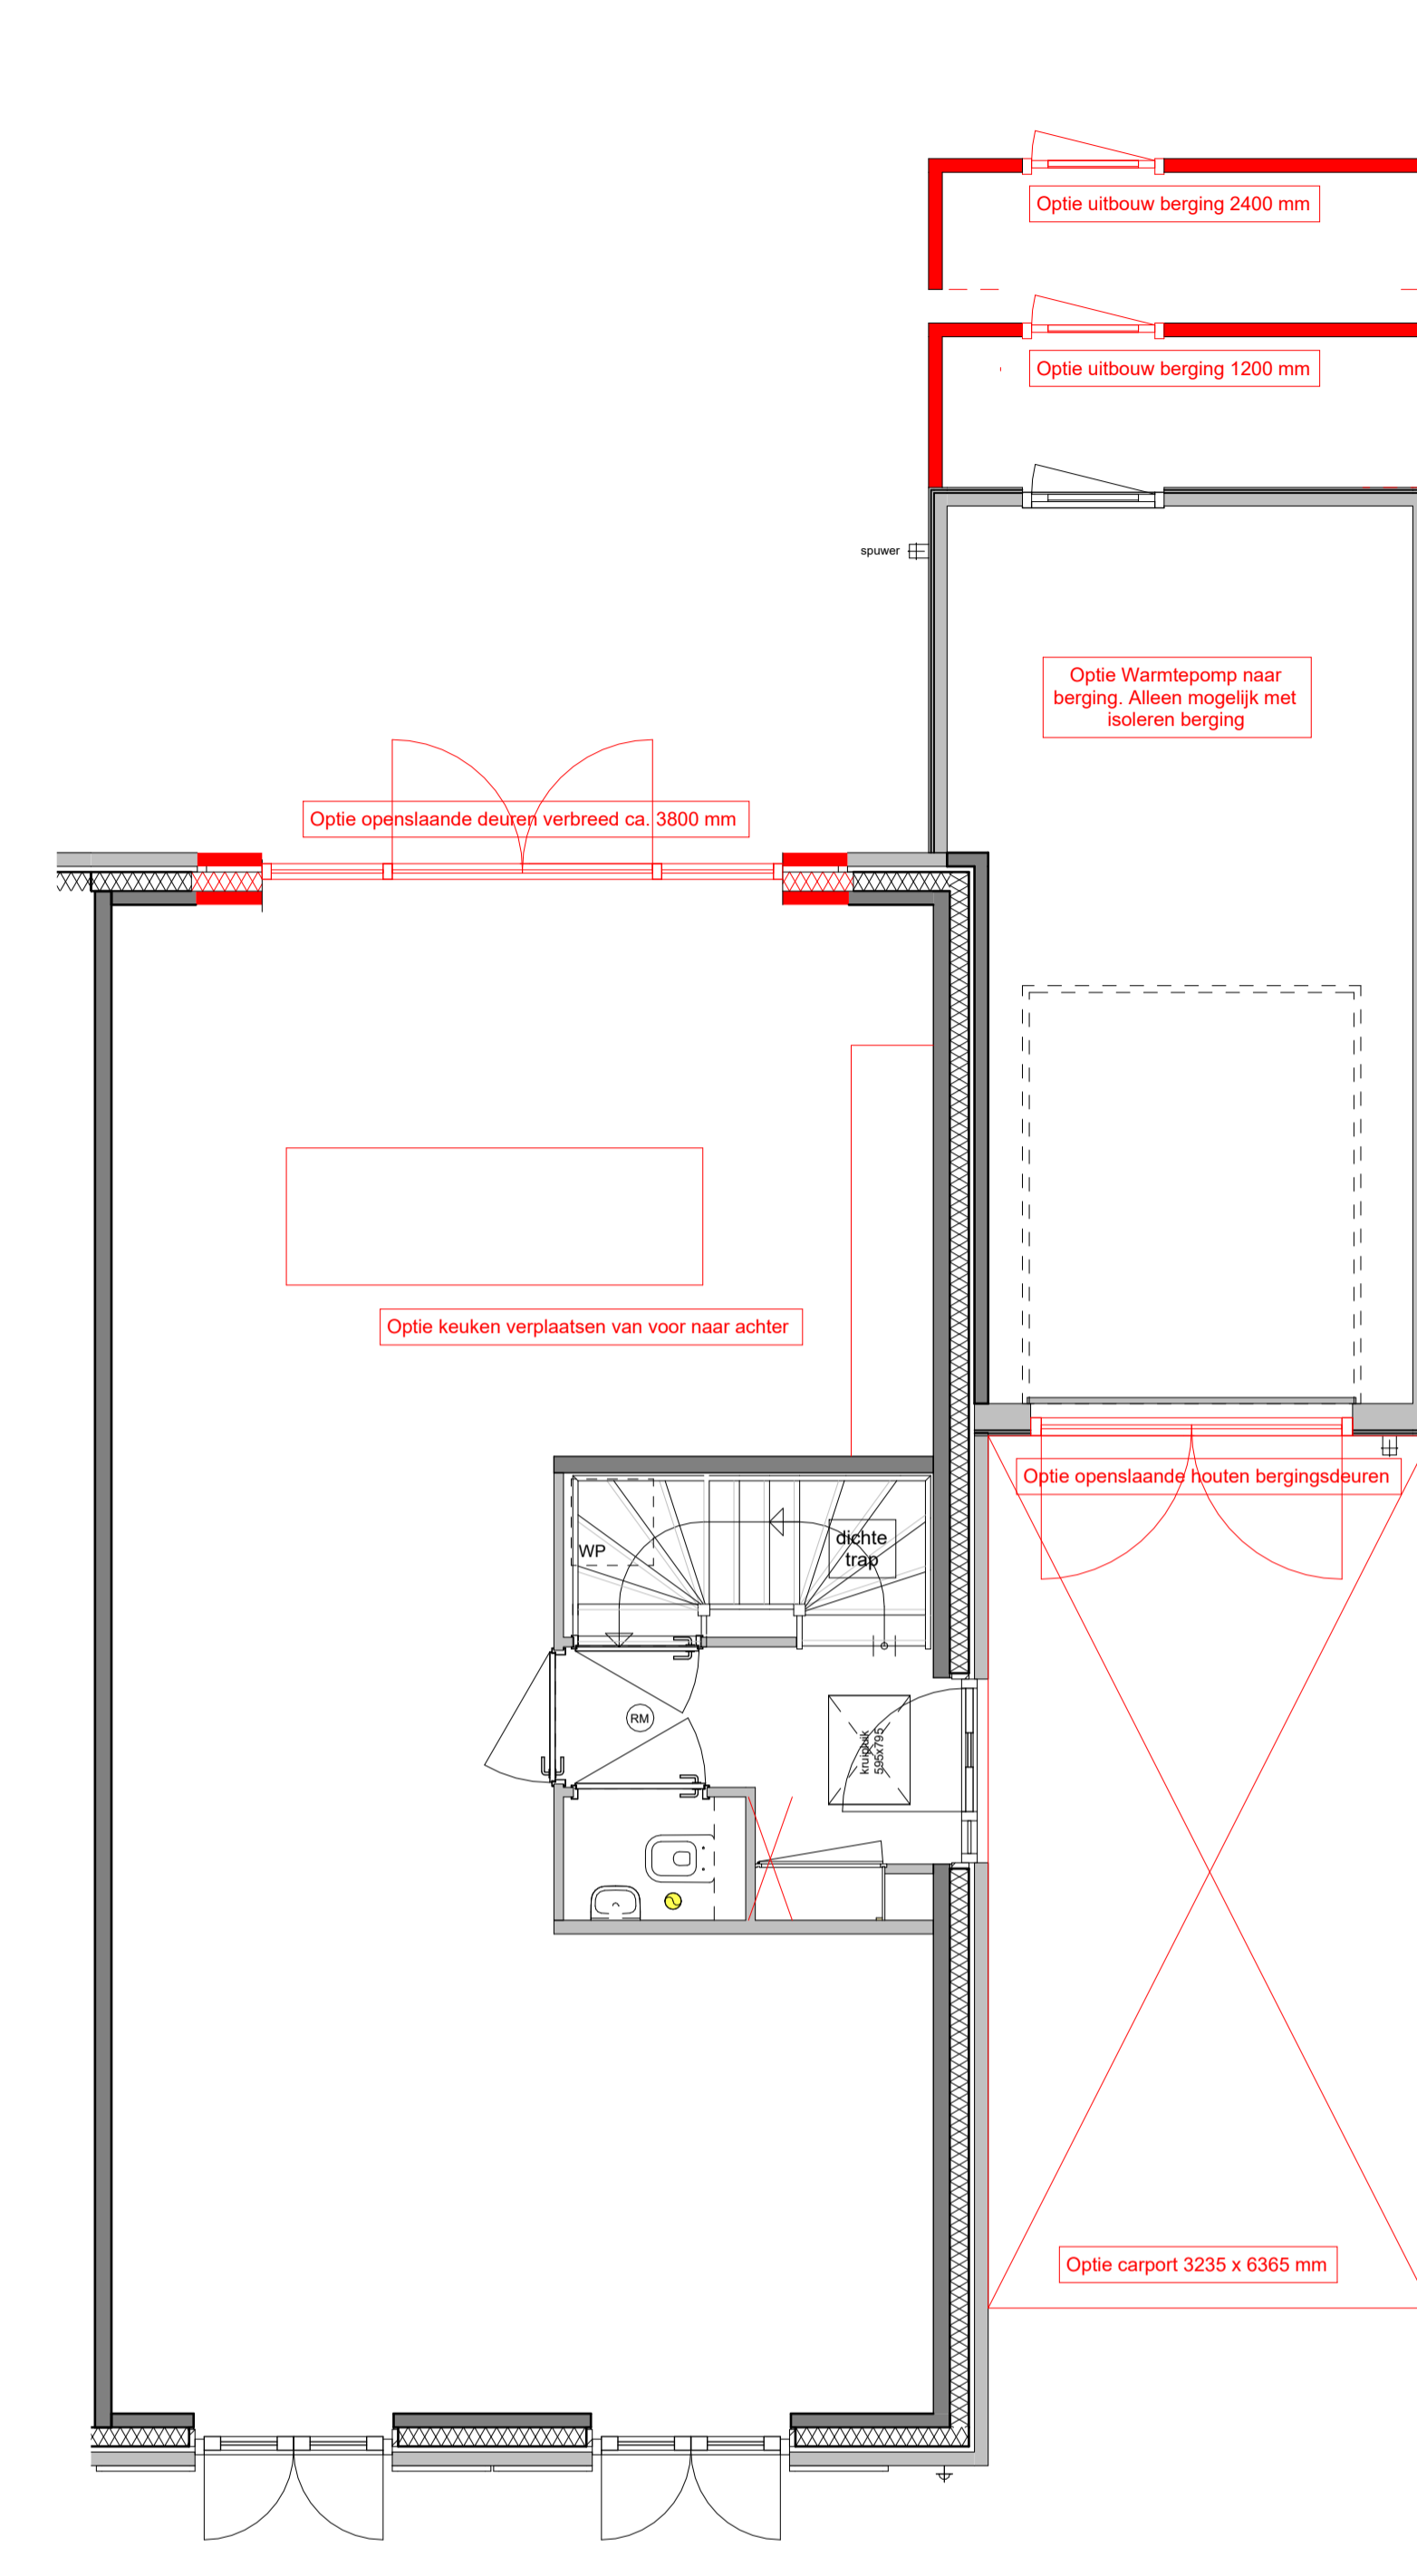 Optie uitbouw berging 2400 mm
Optie uitbouw berging 1200 mm
spuwer
Optie Warmtepomp naar
berging. Alleen mogelijk met
isoleren berging
Optie openslaande deuren verbreed ca. 3800 mm
Optie keuken verplaatsen van voor naar achter
Optie openslaande houten bergingsdeuren
WP
dichte
trap
RM
kruipluik
595x795
Optie carport 3235 x 6365 mm